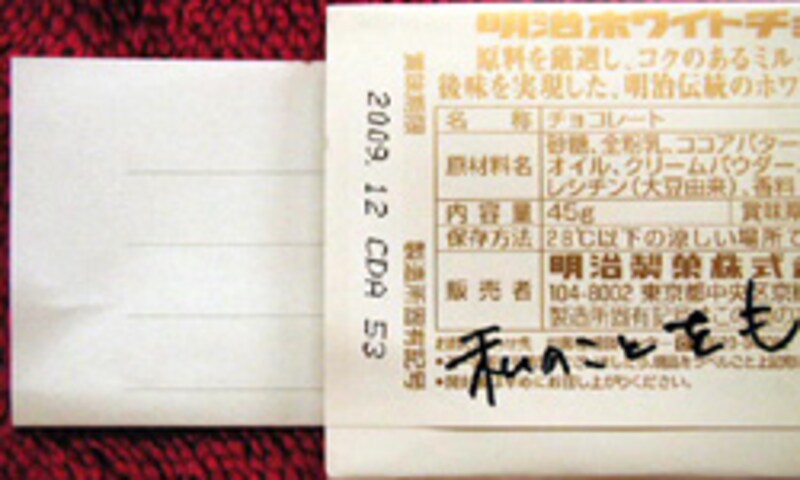 明治ホワイトチ
原料を厳選し、コクのあるミル
後味を実現した、明治伝統のホワ
賞味期限
2009.12 CDA 53
製造所固有記号
名 称 チョコレート
原材料名 砂糖、全粉乳、ココアバター
オイル、クリームパウダー
レシチン(大豆由来)、香料
内容量 45g 賞味期
保存方法 28℃以下の涼しい場所で
販売者 明治製菓株式
104-8002 東京都中央区京橋
製造所固有記
私のことをも